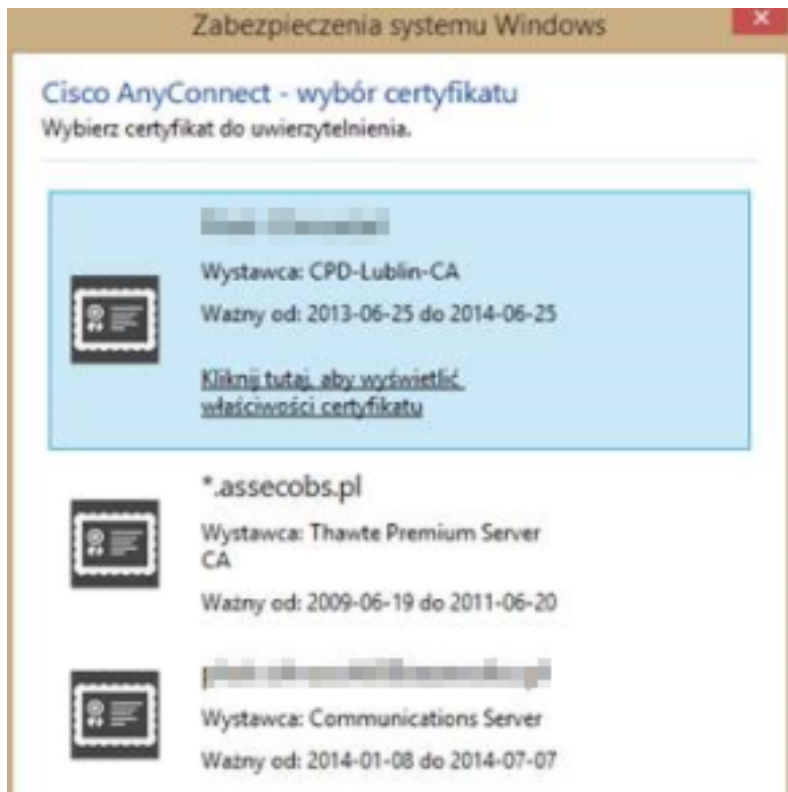 Zabezpieczenia systemu Windows
Cisco AnyConnect - wybór certyfikatu
Wybierz certyfikat do uwierzytelnienia.
Wystawca: CPD-Lublin-CA
Ważny od: 2013-06-25 do 2014-06-25
Kliknij tutaj, aby wyświetlić
właściwości certyfikatu
*.assecobs.pl
Wystawca: Thawte Premium Server
CA
Ważny od: 2009-06-19 do 2011-06-20
Wystawca: Communications Server
Ważny od: 2014-01-08 do 2014-07-07